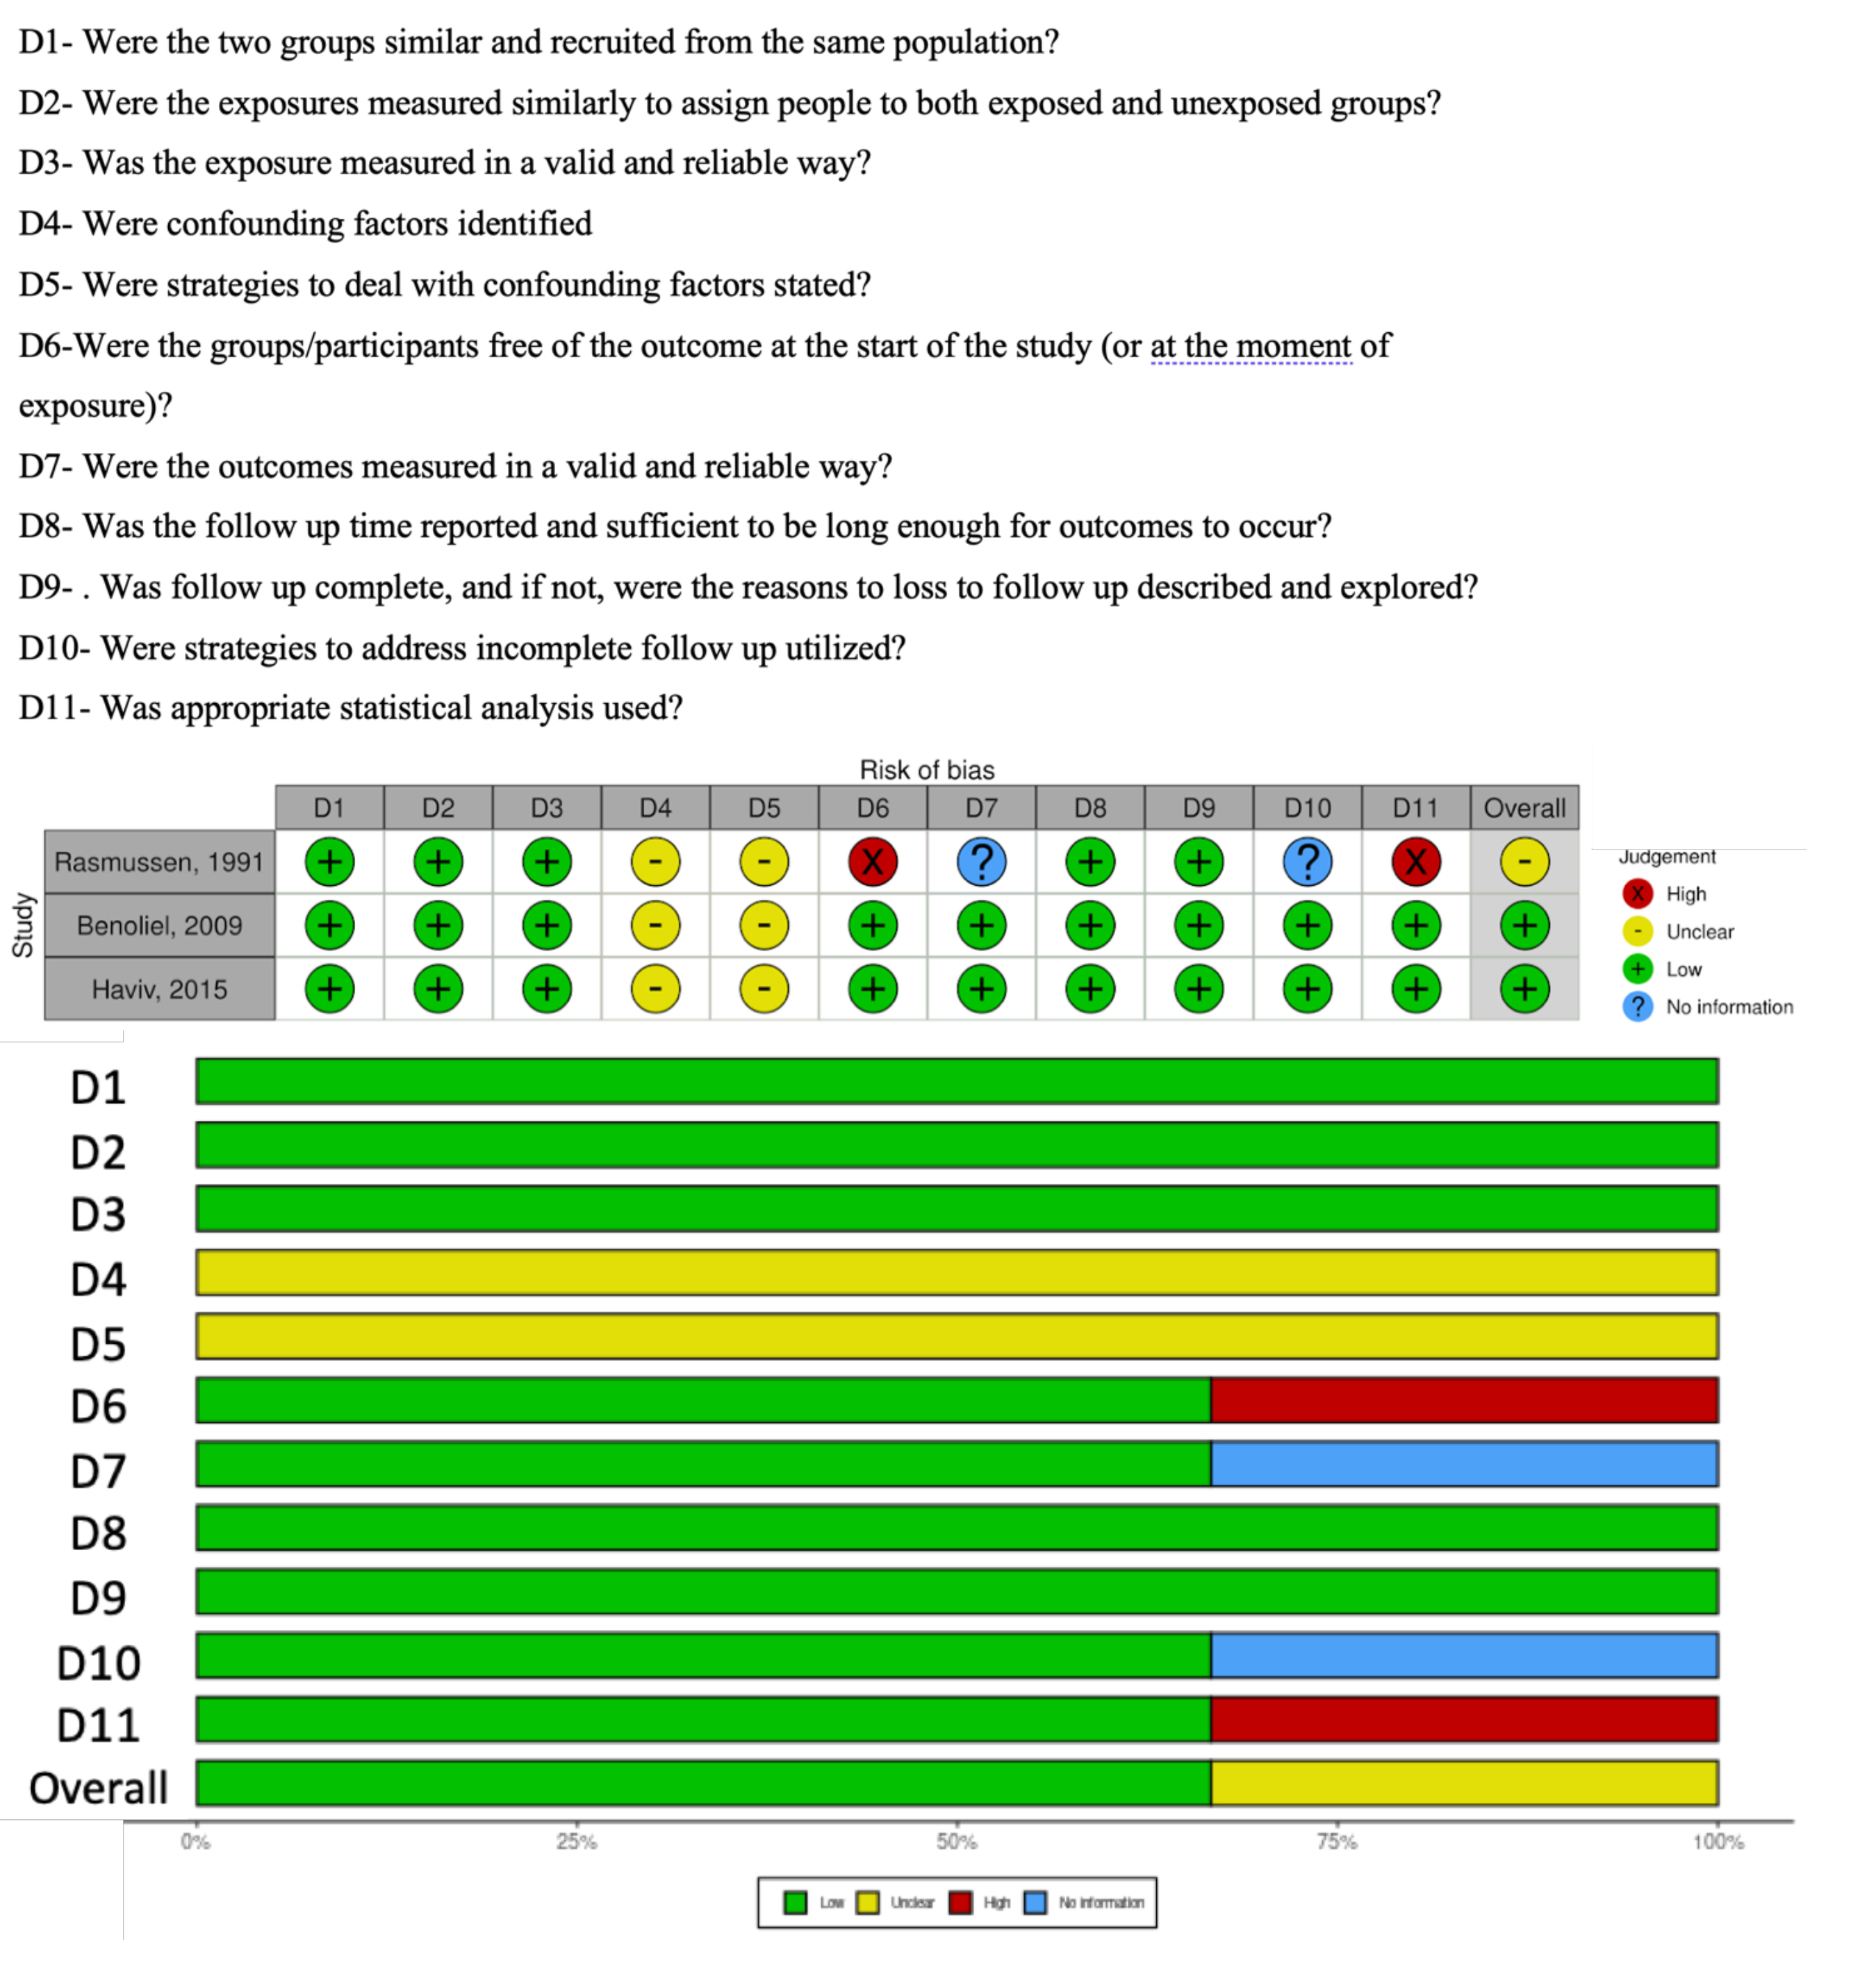 D1- Were the two groups similar and recruited from the same population?
D2- Were the exposures measured similarly to assign people to both exposed and unexposed groups?
D3- Was the exposure measured in a valid and reliable way?
D4- Were confounding factors identified
D5- Were strategies to deal with confounding factors stated?
D6-Were the groups/participants free of the outcome at the start of the study (or at the moment of
exposure)?
D7- Were the outcomes measured in a valid and reliable way?
D8- Was the follow up time reported and sufficient to be long enough for outcomes to occur?
D9- . Was follow up complete, and if not, were the reasons to loss to follow up described and explored?
D10- Were strategies to address incomplete follow up utilized?
D11- Was appropriate statistical analysis used?
Risk of bias
D1 D2 D3 D4 D5 D6 D7 D8 D9 D10 D11 Overall
Study
Rasmussen, 1991 + + + - - X ? + + ? X -
Benoliel, 2009 + + + - - + + + + + + +
Haviv, 2015 + + + - - + + + + + + +
Judgement
X High
- Unclear
+ Low
? No information
D1
D2
D3
D4
D5
D6
D7
D8
D9
D10
D11
Overall
0% 25% 50% 75% 100%
Low Unclear High No information